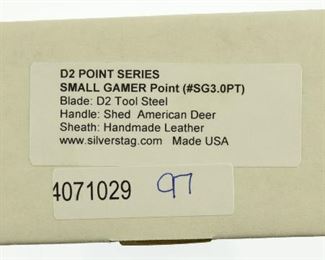 D2 POINT SERIES
SMALL GAMER Point (#SG3.0PT)
Blade: D2 Tool Steel
Handle: Shed American Deer
Sheath: Handmade Leather
www.silverstag.com Made USA
4071029 97